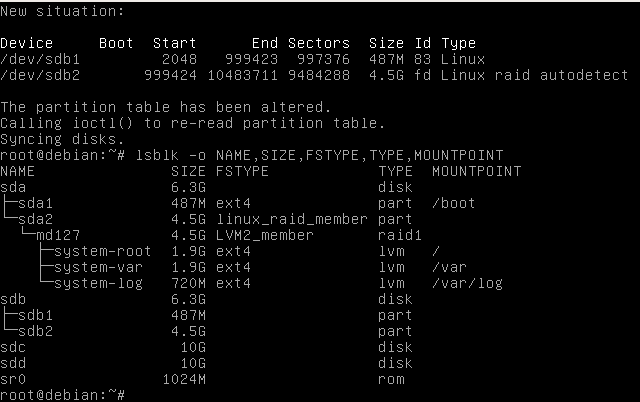 New situation:
Device     Boot  Start      End Sectors  Size Id Type
/dev/sdb1         2048   999423  997376  487M 83 Linux
/dev/sdb2       999424 10483711 9484288  4.5G fd Linux raid autodetect
The partition table has been altered.
Calling ioctl() to re-read partition table.
Syncing disks.
root@debian:~# lsblk -o NAME,SIZE,FSTYPE,TYPE,MOUNTPOINT
NAME               SIZE FSTYPE            TYPE  MOUNTPOINT
sda                6.3G                   disk
├─sda1             487M ext4              part  /boot
└─sda2             4.5G linux_raid_member part
  └─md127          4.5G LVM2_member       raid1
    ├─system-root  1.9G ext4              lvm   /
    ├─system-var   1.9G ext4              lvm   /var
    └─system-log   720M ext4              lvm   /var/log
sdb                6.3G                   disk
├─sdb1             487M                   part
└─sdb2             4.5G                   part
sdc                 10G                   disk
sdd                 10G                   disk
sr0               1024M                   rom
root@debian:~#